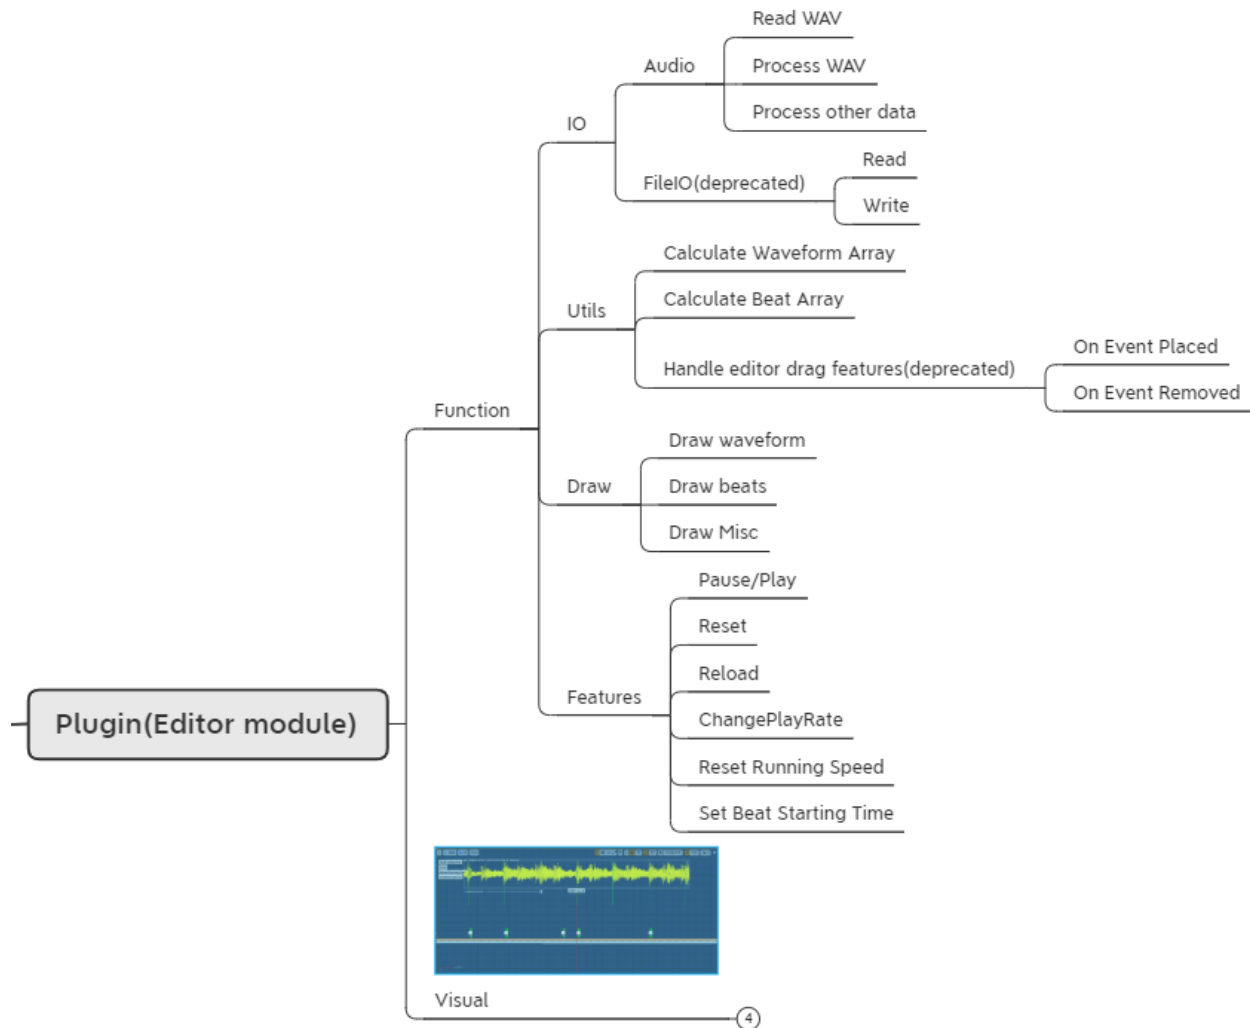 Read WAV
Audio
Process WAV
Process other data
IO
Read
FileIO(deprecated)
Write
Calculate Waveform Array
Calculate Beat Array
Utils
On Event Placed
Handle editor drag features(deprecated)
On Event Removed
Function
Draw waveform
Draw beats
Draw
Draw Misc
Pause/Play
Reset
Reload
Features
ChangePlayRate
Plugin(Editor module)
Reset Running Speed
Set Beat Starting Time
Visual
4